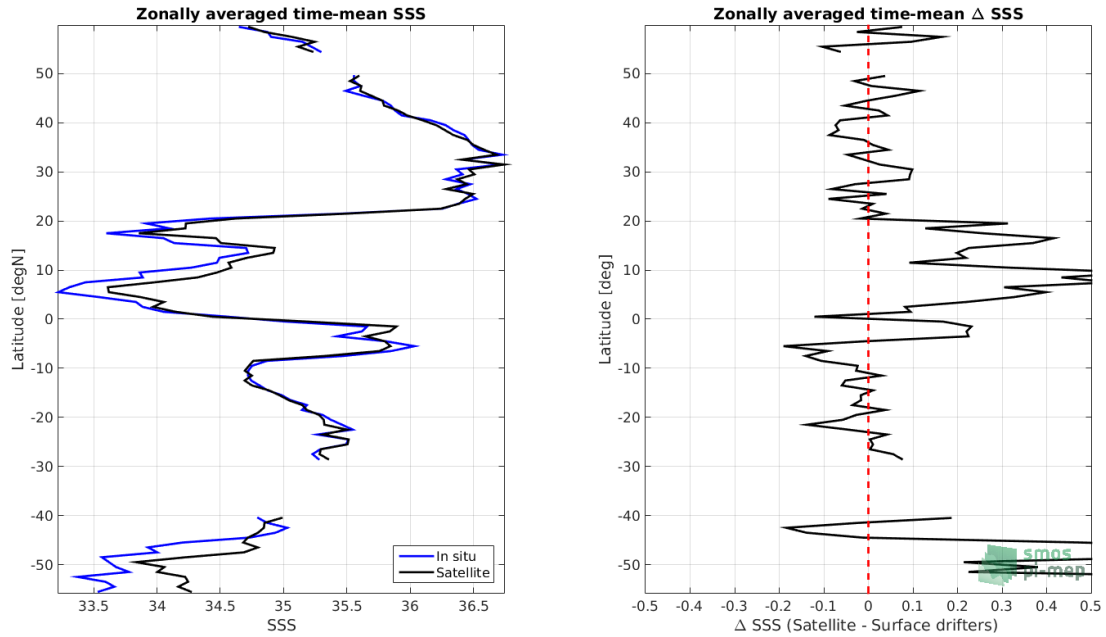 Zonally averaged time-mean SSS
50
40
30
20
10
0
-10
-20
-30
-40
-50
Latitude [degN]
33.5 34 34.5 35 35.5 36 36.5
SSS
In situ
Satellite
Zonally averaged time-mean Δ SSS
50
40
30
20
10
0
-10
-20
-30
-40
-50
Latitude [deg]
-0.5 -0.4 -0.3 -0.2 -0.1 0 0.1 0.2 0.3 0.4 0.5
Δ SSS (Satellite - Surface drifters)
smos
pi-mep